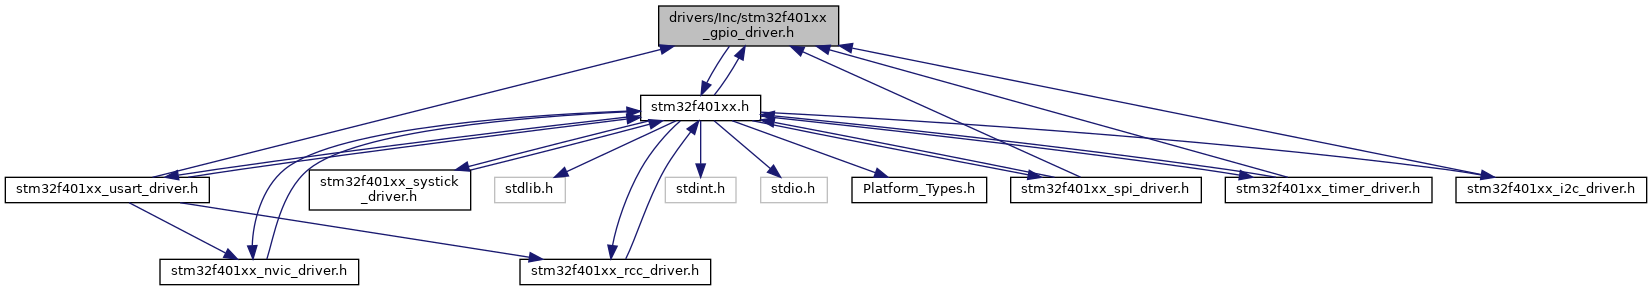 drivers/Inc/stm32f401xx
_gpio_driver.h
stm32f401xx.h
stm32f401xx_usart_driver.h
stm32f401xx_systick
_driver.h
stdlib.h
stdint.h
stdio.h
Platform_Types.h
stm32f401xx_spi_driver.h
stm32f401xx_timer_driver.h
stm32f401xx_i2c_driver.h
stm32f401xx_nvic_driver.h
stm32f401xx_rcc_driver.h